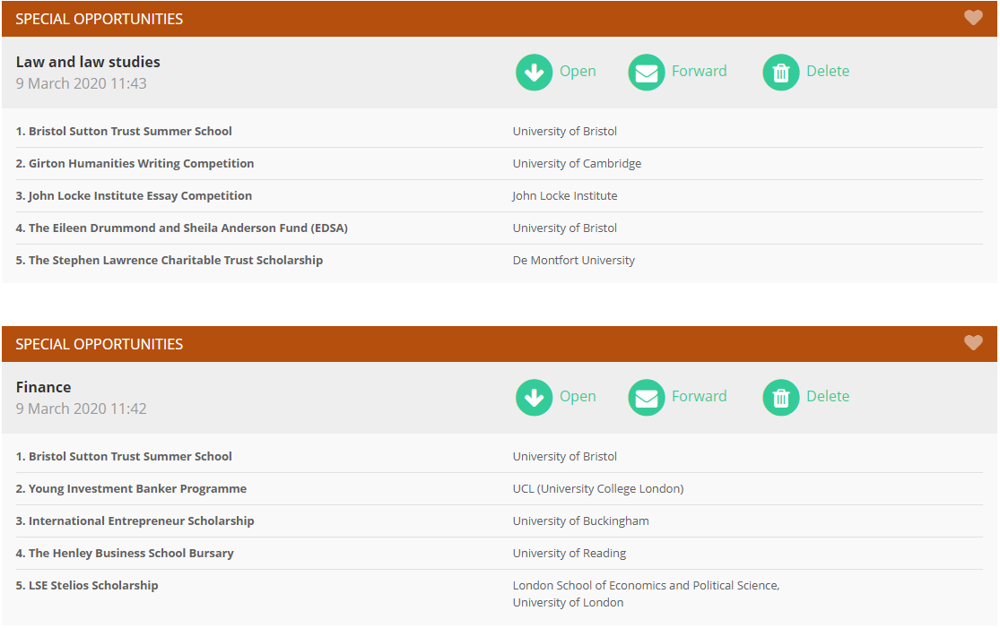 SPECIAL OPPORTUNITIES
Law and law studies
9 March 2020 11:43
Open
Forward
Delete
1. Bristol Sutton Trust Summer School University of Bristol
2. Girton Humanities Writing Competition University of Cambridge
3. John Locke Institute Essay Competition John Locke Institute
4. The Eileen Drummond and Sheila Anderson Fund (EDSA) University of Bristol
5. The Stephen Lawrence Charitable Trust Scholarship De Montfort University
SPECIAL OPPORTUNITIES
Finance
9 March 2020 11:42
Open
Forward
Delete
1. Bristol Sutton Trust Summer School University of Bristol
2. Young Investment Banker Programme UCL (University College London)
3. International Entrepreneur Scholarship University of Buckingham
4. The Henley Business School Bursary University of Reading
5. LSE Stelios Scholarship London School of Economics and Political Science,
University of London